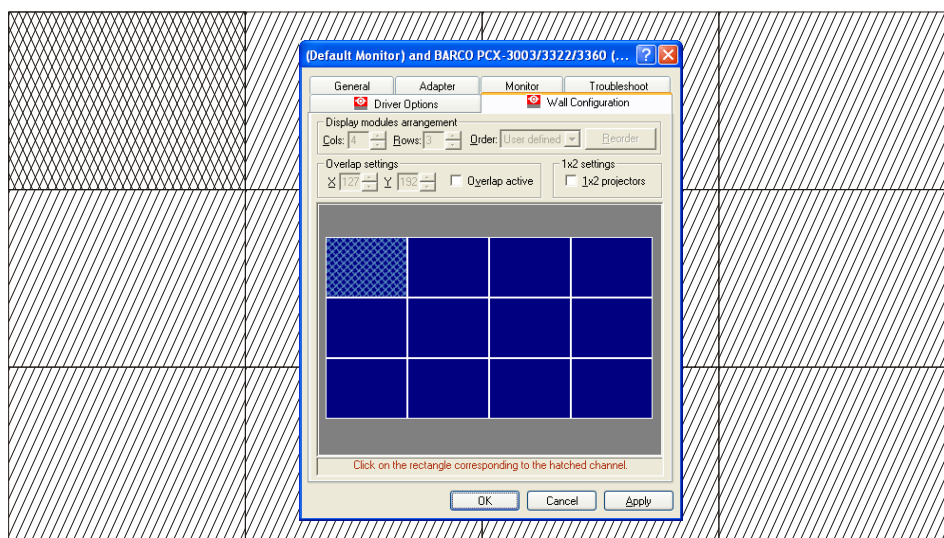 (Default Monitor) and BARCO PCX-3003/3322/3360 (...
General Adapter Monitor Troubleshoot
Driver Options Wall Configuration
Display modules arrangement
Cols: 4 Rows: 3 Order: User defined Reorder
Overlap settings 1x2 settings
X 127 Y 192 Overlap active 1x2 projectors
Click on the rectangle corresponding to the hatched channel.
OK Cancel Apply